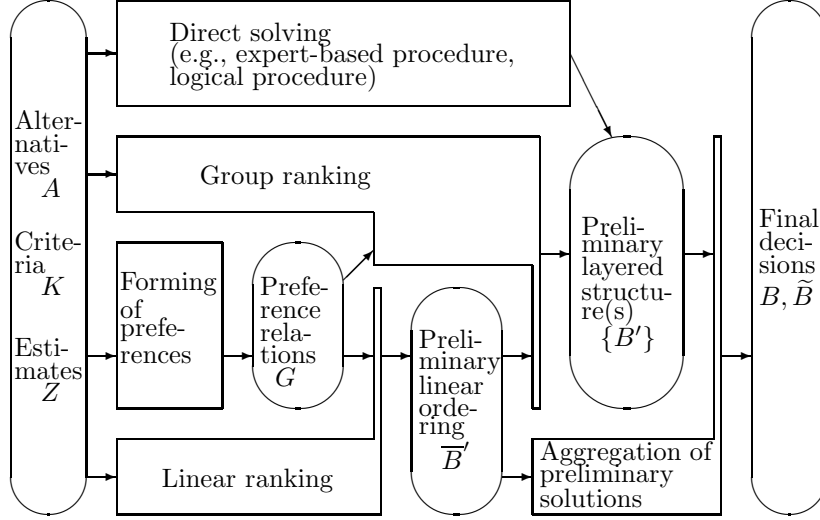 Direct solving
(e.g., expert-based procedure,
logical procedure)
Alter-
nati-
ves
A
Crite-
ria
K
Esti-
mates
Z
Group ranking
Forming
of
prefe-
rences
Prefe-
rence
rela-
tions
G
Linear ranking
Preli-
minary
linear
orde-
ring
B̅′
Preli-
minary
layered
structu-
re(s)
{B′}
Aggregation of
preliminary
solutions
Final
deci-
sions
B, B̃